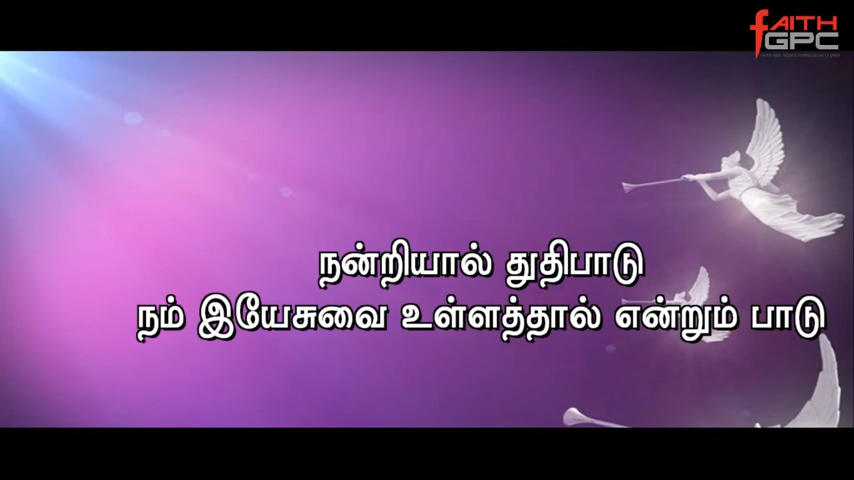 FAITH
GPC
நன்றியால் துதிபாடு
நம் இயேசுவை உள்ளத்தால் என்றும் பாடு